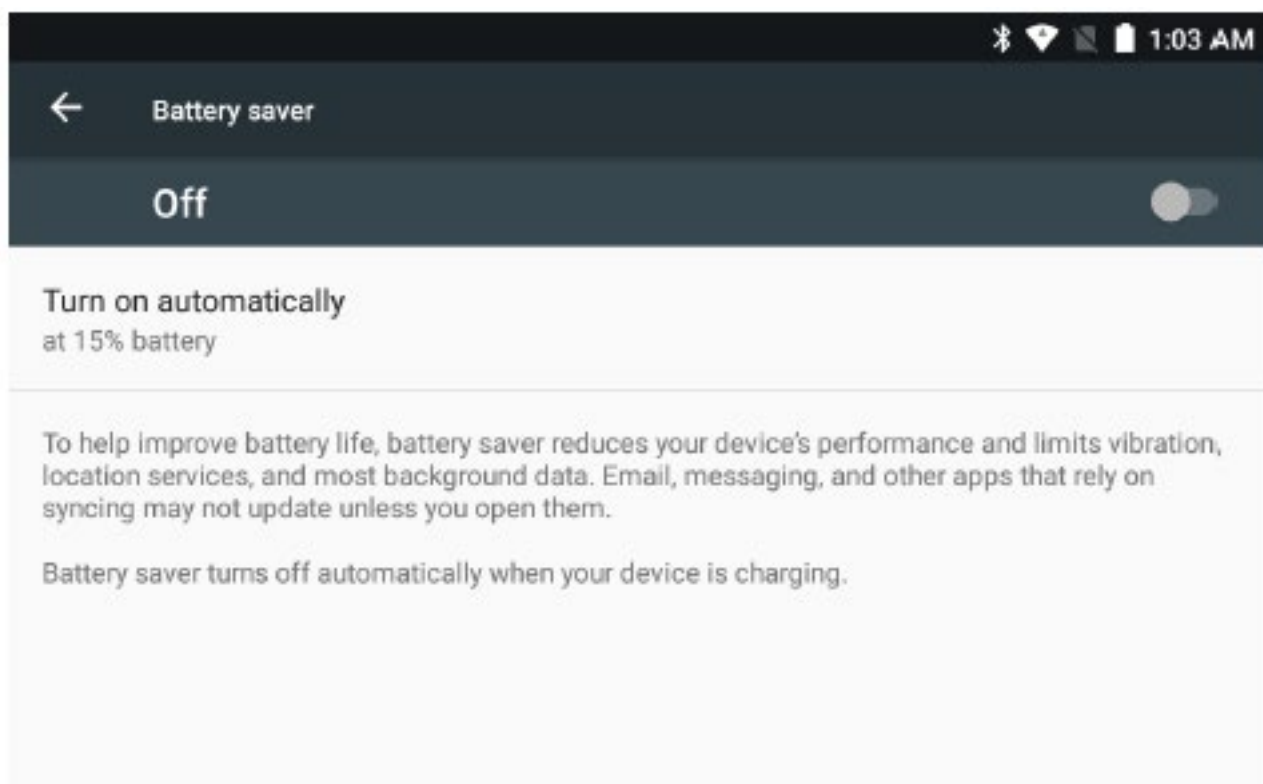 1:03 AM
Battery saver
Off
Turn on automatically
at 15% battery
To help improve battery life, battery saver reduces your device's performance and limits vibration,
location services, and most background data. Email, messaging, and other apps that rely on
syncing may not update unless you open them.
Battery saver turns off automatically when your device is charging.